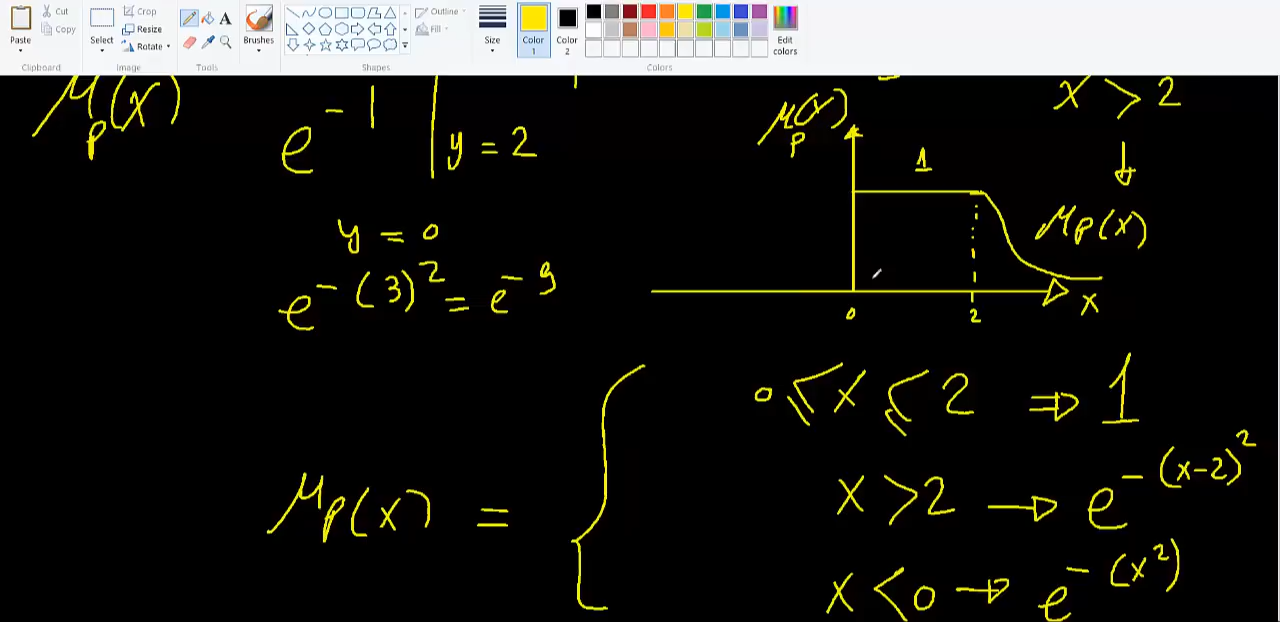 Cut
Copy
Paste
Clipboard
Crop
Resize
Rotate
Select
Image
A
Tools
Brushes
Outline
Fill
Shapes
Size
Color 1
Color 2
Edit colors
Colors
μp(x)
e^-1 | y = 2
y = 0
e^-(3)^2 = e^-9
μp(x)
1
x > 2
μp(x)
0
2
x
μp(x) = {
0 ≤ x ≤ 2 ⇒ 1
x > 2 → e^-(x-2)^2
x < 0 → e^-(x^2)